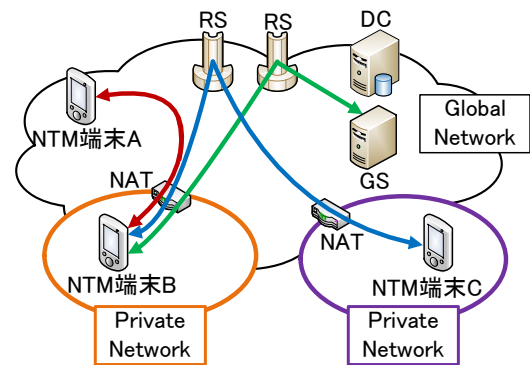 RS
RS
DC
NTM端末A
Global
Network
NAT
GS
NAT
NTM端末B
NTM端末C
Private
Network
Private
Network